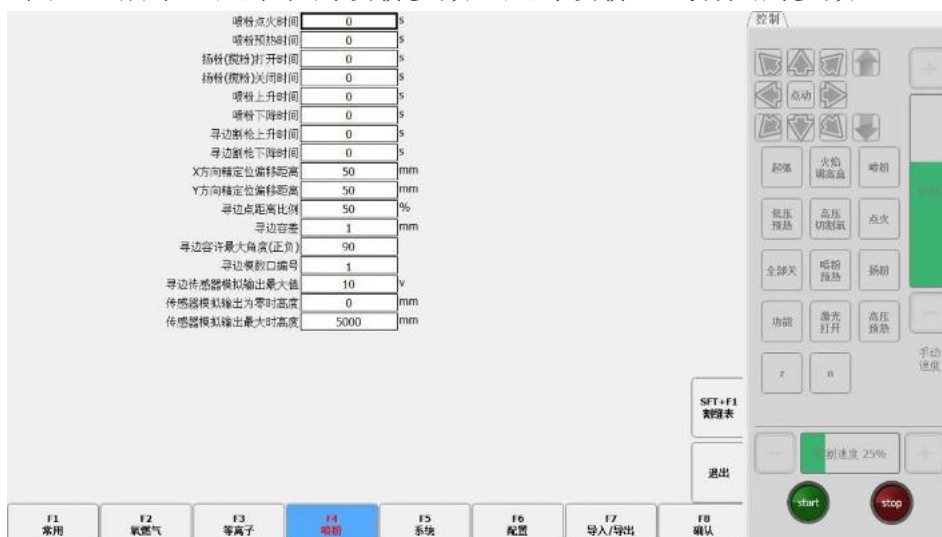 控制
喷粉点火时间 0 s
喷粉预热时间 0 s
扬粉(搅粉)打开时间 0 s
扬粉(搅粉)关闭时间 0 s
喷粉上升时间 0 s
喷粉下降时间 0 s
寻边割枪上升时间 0 s
寻边割枪下降时间 0 s
X方向精定位偏移距离 50 mm
Y方向精定位偏移距离 50 mm
寻边点距离比例 50 %
寻边容差 1 mm
寻边容许最大角度(正负) 90
寻边模数口编号 1
寻边传感器模拟输出最大值 10 v
传感器模拟输出为零时高度 0 mm
传感器模拟输出最大时高度 5000 mm
点动
起弧 火焰调高盒 喷粉
低压预热 高压切割氧 点火
全部关 喷粉预热 扬粉
功能 激光打开 高压预热
z n
手动速度
SFT+F1
割缝表
退出
割速度 25%
start stop
F1 F2 F3 F4 F5 F6 F7 F8
常用 氧燃气 等离子 喷粉 系统 配置 导入/导出 确认